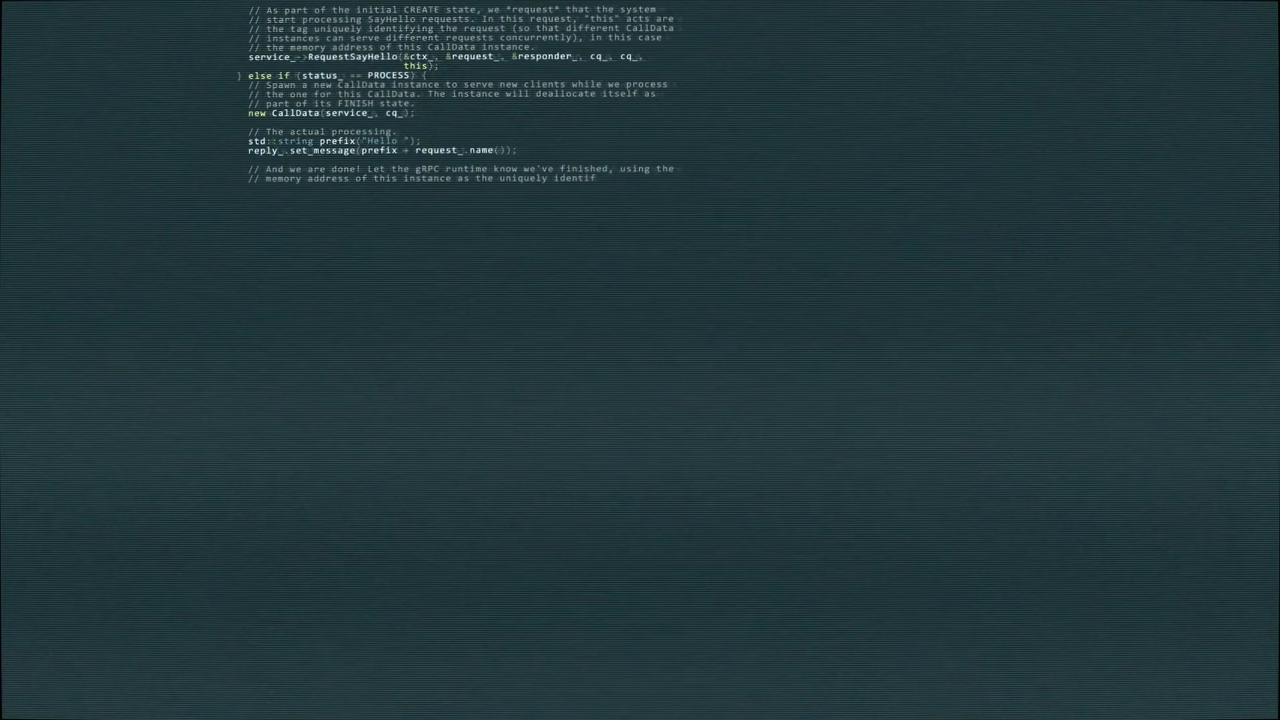 // As part of the initial CREATE state, we *request* that the system
// start processing SayHello requests. In this request, "this" acts are
// the tag uniquely identifying the request (so that different CallData
// instances can serve different requests concurrently), in this case
// the memory address of this CallData instance.
service_->RequestSayHello(&ctx_, &request_, &responder_, cq_, cq_,
this);
} else if (status_ == PROCESS) {
// Spawn a new CallData instance to serve new clients while we process
// the one for this CallData. The instance will deallocate itself as
// part of its FINISH state.
new CallData(service_, cq_);
// The actual processing.
std::string prefix("Hello ");
reply_.set_message(prefix + request_.name());
// And we are done! Let the gRPC runtime know we've finished, using the
// memory address of this instance as the uniquely identif